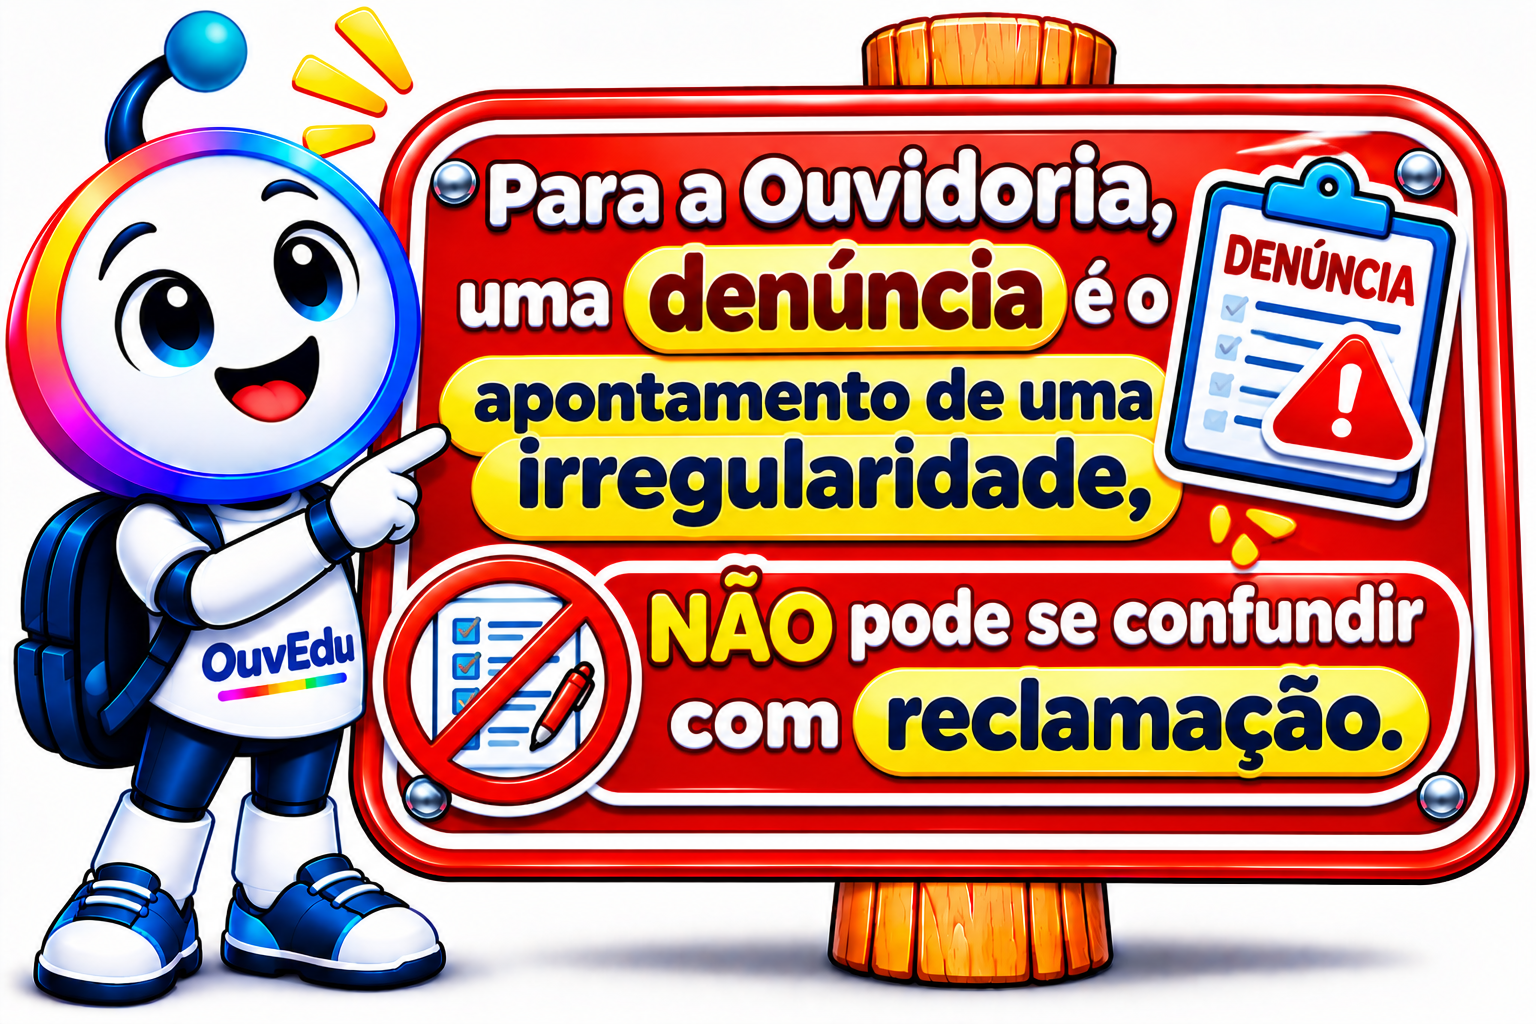 Para a Ouvidoria,
uma denúncia é o
apontamento de uma
irregularidade,
DENÚNCIA
NÃO pode se confundir
com reclamação.
OuvEdu